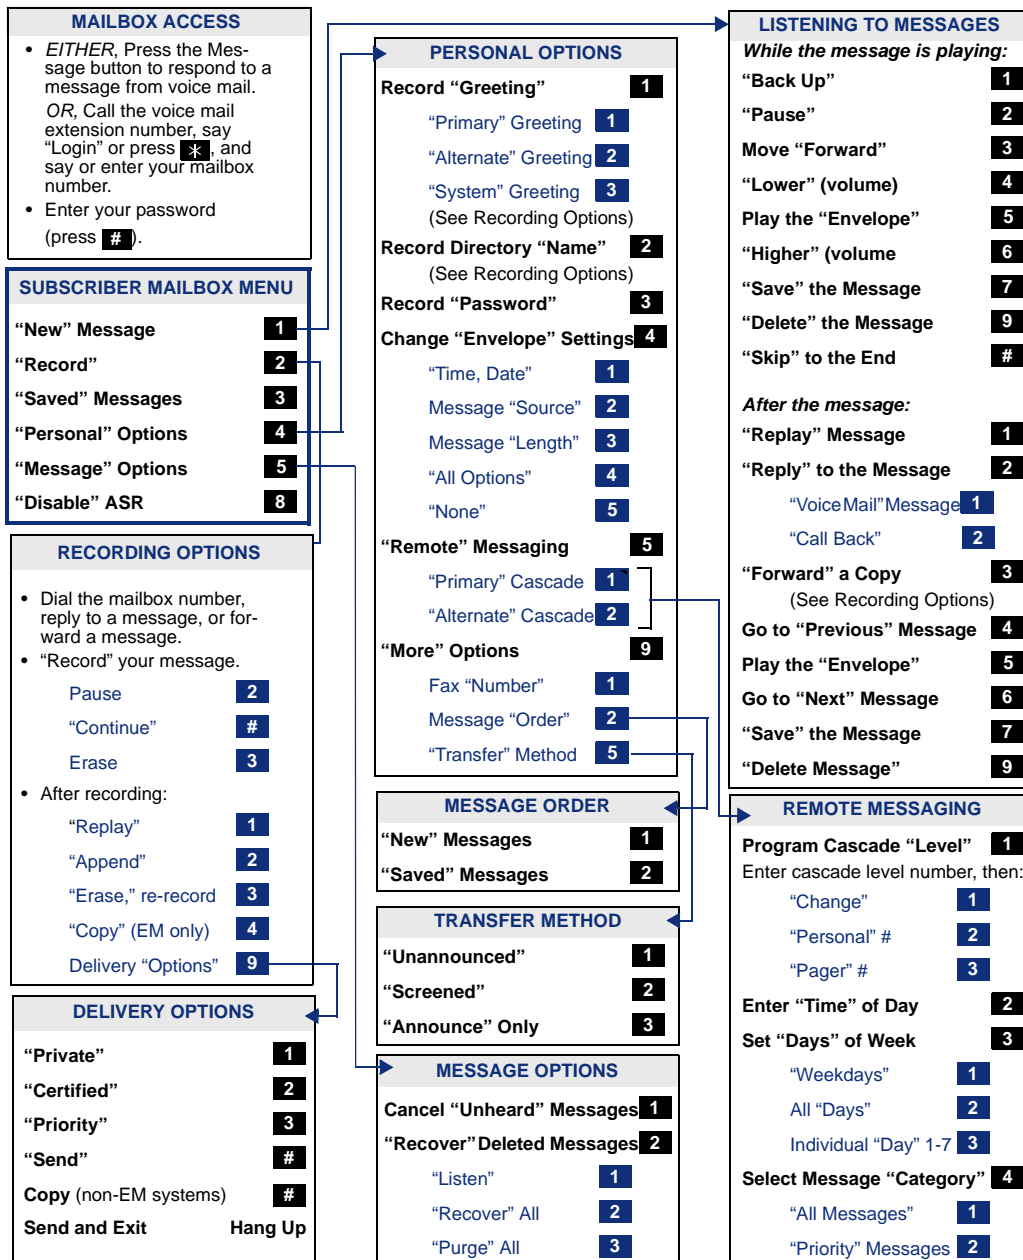 MAILBOX ACCESS
• EITHER, Press the Mes-
sage button to respond to a
message from voice mail.
OR, Call the voice mail
extension number, say
“Login” or press * , and
say or enter your mailbox
number.
• Enter your password
(press # ).
SUBSCRIBER MAILBOX MENU
“New” Message 1
“Record” 2
“Saved” Messages 3
“Personal” Options 4
“Message” Options 5
“Disable” ASR 8
RECORDING OPTIONS
• Dial the mailbox number,
reply to a message, or for-
ward a message.
• “Record” your message.
Pause 2
“Continue” #
Erase 3
• After recording:
“Replay” 1
“Append” 2
“Erase,” re-record 3
“Copy” (EM only) 4
Delivery “Options” 9
DELIVERY OPTIONS
“Private” 1
“Certified” 2
“Priority” 3
“Send” #
Copy (non-EM systems) #
Send and Exit Hang Up
PERSONAL OPTIONS
Record “Greeting” 1
“Primary” Greeting 1
“Alternate” Greeting 2
“System” Greeting 3
(See Recording Options)
Record Directory “Name” 2
(See Recording Options)
Record “Password” 3
Change “Envelope” Settings 4
“Time, Date” 1
Message “Source” 2
Message “Length” 3
“All Options” 4
“None” 5
“Remote” Messaging 5
“Primary” Cascade 1
“Alternate” Cascade 2
“More” Options 9
Fax “Number” 1
Message “Order” 2
“Transfer” Method 5
MESSAGE ORDER
“New” Messages 1
“Saved” Messages 2
TRANSFER METHOD
“Unannounced” 1
“Screened” 2
“Announce” Only 3
MESSAGE OPTIONS
Cancel “Unheard” Messages 1
“Recover” Deleted Messages 2
“Listen” 1
“Recover” All 2
“Purge” All 3
LISTENING TO MESSAGES
While the message is playing:
“Back Up” 1
“Pause” 2
Move “Forward” 3
“Lower” (volume) 4
Play the “Envelope” 5
“Higher” (volume 6
“Save” the Message 7
“Delete” the Message 9
“Skip” to the End #
After the message:
“Replay” Message 1
“Reply” to the Message 2
“Voice Mail” Message 1
“Call Back” 2
“Forward” a Copy 3
(See Recording Options)
Go to “Previous” Message 4
Play the “Envelope” 5
Go to “Next” Message 6
“Save” the Message 7
“Delete Message” 9
REMOTE MESSAGING
Program Cascade “Level” 1
Enter cascade level number, then:
“Change” 1
“Personal” # 2
“Pager” # 3
Enter “Time” of Day 2
Set “Days” of Week 3
“Weekdays” 1
All “Days” 2
Individual “Day” 1-7 3
Select Message “Category” 4
“All Messages” 1
“Priority” Messages 2